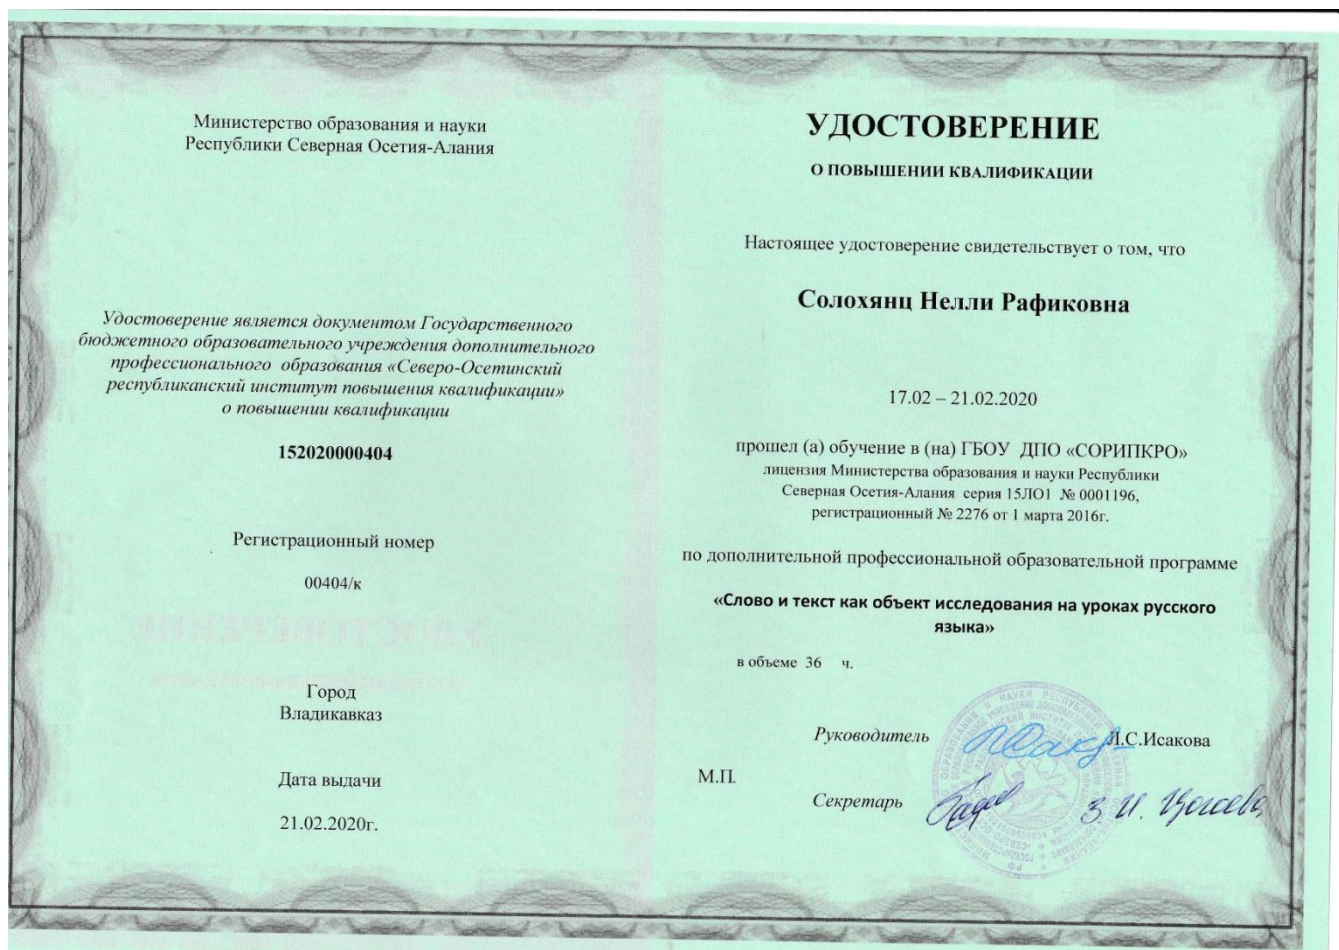 Министерство образования и науки
Республики Северная Осетия-Алания
Удостоверение является документом Государственного
бюджетного образовательного учреждения дополнительного
профессионального образования «Северо-Осетинский
республиканский институт повышения квалификации»
о повышении квалификации
152020000404
Регистрационный номер
00404/к
Город
Владикавказ
Дата выдачи
21.02.2020г.
УДОСТОВЕРЕНИЕ
О ПОВЫШЕНИИ КВАЛИФИКАЦИИ
Настоящее удостоверение свидетельствует о том, что
Солохянц Нелли Рафиковна
17.02 – 21.02.2020
прошел (а) обучение в (на) ГБОУ ДПО «СОРИПКРО»
лицензия Министерства образования и науки Республики
Северная Осетия-Алания серия 15ЛО1 № 0001196,
регистрационный № 2276 от 1 марта 2016г.
по дополнительной профессиональной образовательной программе
«Слово и текст как объект исследования на уроках русского
языка»
в объеме 36 ч.
Руководитель Л.С.Исакова
М.П.
Секретарь З.И.